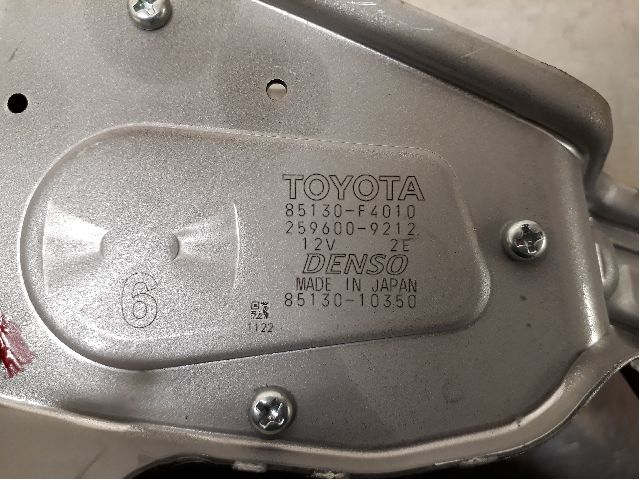 TOYOTA
85130-F4010
259600-9212
12V 2E
DENSO
MADE IN JAPAN
85130-10350
6
1122